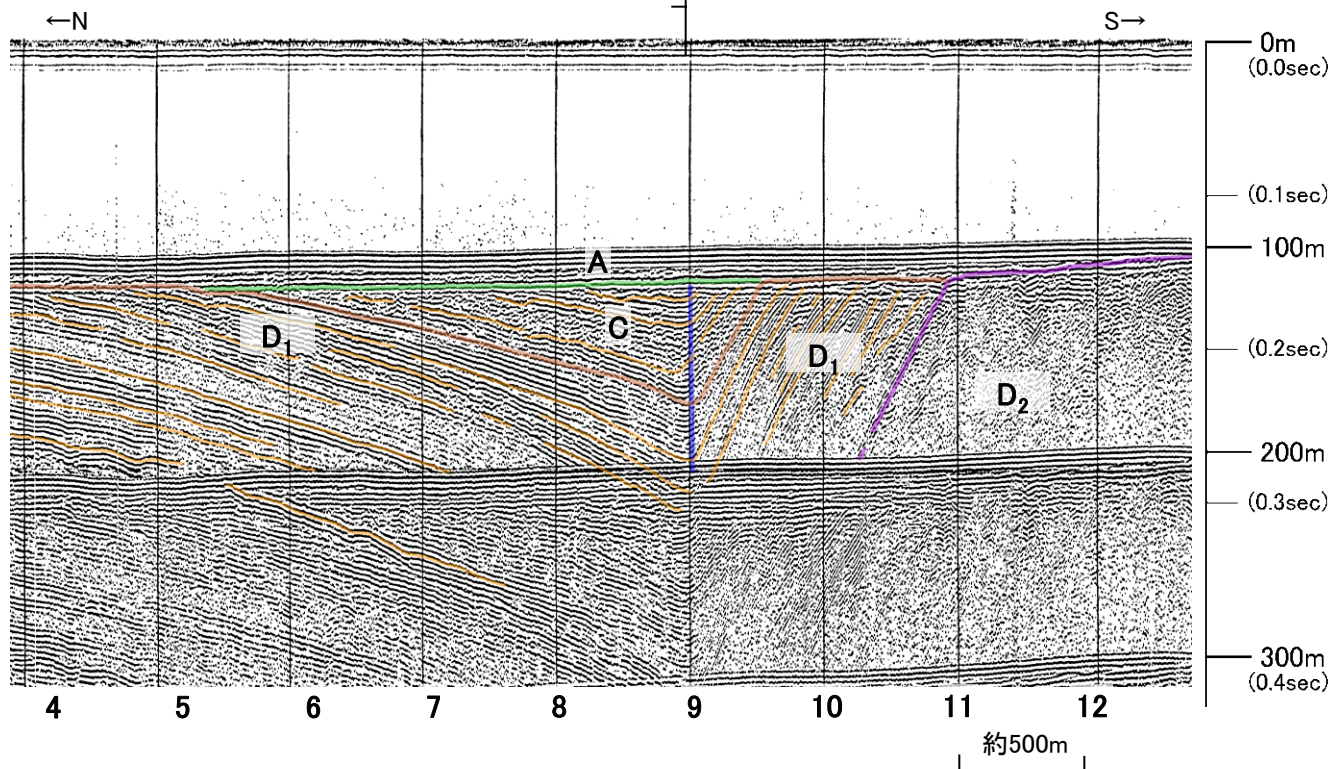 ←N
S→
0m
(0.0sec)
(0.1sec)
100m
A
C
D₁
D₁
(0.2sec)
D₂
200m
(0.3sec)
300m
(0.4sec)
4 5 6 7 8 9 10 11 12
約500m